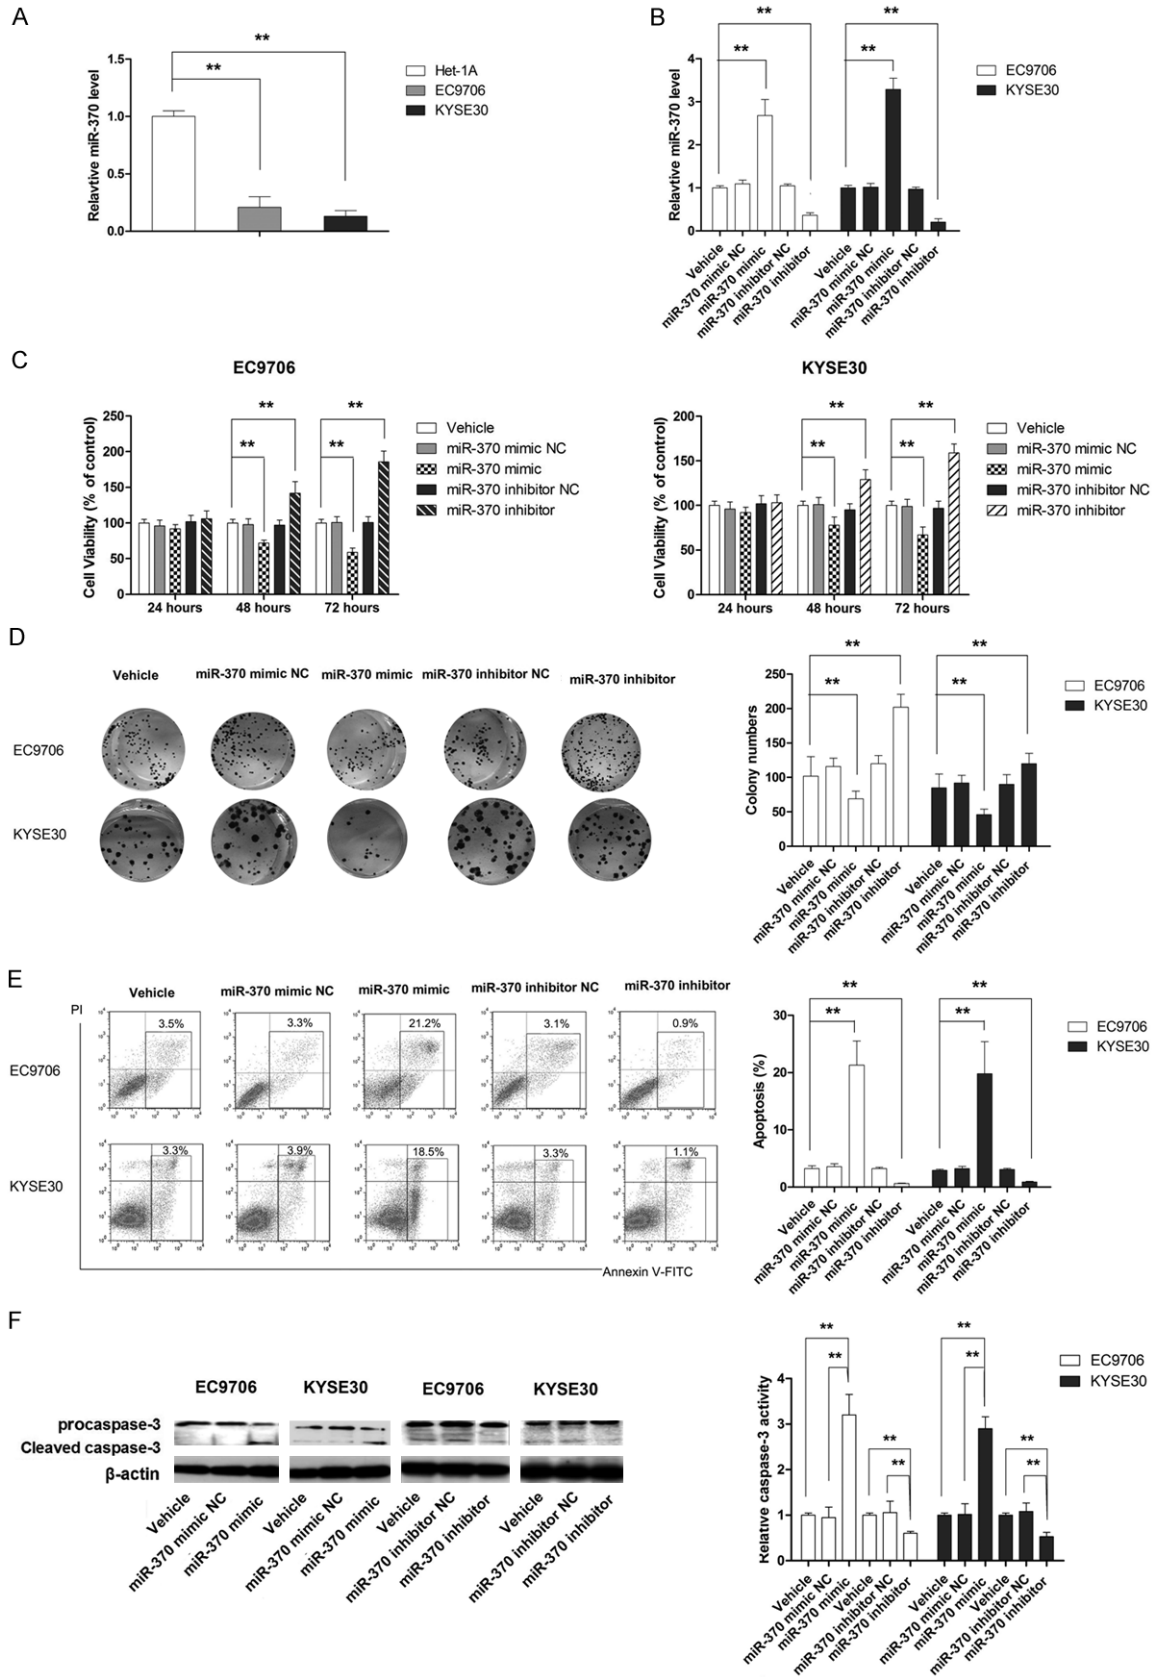 A
**
**
Relavtive miR-370 level
1.5
1.0
0.5
0.0
Het-1A
EC9706
KYSE30
B
**
**
**
**
Relavtive miR-370 level
4
3
2
1
0
EC9706
KYSE30
Vehicle
miR-370 mimic NC
miR-370 mimic
miR-370 inhibitor NC
miR-370 inhibitor
Vehicle
miR-370 mimic NC
miR-370 mimic
miR-370 inhibitor NC
miR-370 inhibitor
C
EC9706
Cell Viability (% of control)
250
200
150
100
50
0
**
**
**
**
24 hours
48 hours
72 hours
Vehicle
miR-370 mimic NC
miR-370 mimic
miR-370 inhibitor NC
miR-370 inhibitor
KYSE30
Cell Viability (% of control)
200
150
100
50
0
**
**
**
**
24 hours
48 hours
72 hours
Vehicle
miR-370 mimic NC
miR-370 mimic
miR-370 inhibitor NC
miR-370 inhibitor
D
Vehicle
miR-370 mimic NC
miR-370 mimic
miR-370 inhibitor NC
miR-370 inhibitor
EC9706
KYSE30
Colony numbers
250
200
150
100
50
0
**
**
**
**
EC9706
KYSE30
Vehicle
miR-370 mimic NC
miR-370 mimic
miR-370 inhibitor NC
miR-370 inhibitor
Vehicle
miR-370 mimic NC
miR-370 mimic
miR-370 inhibitor NC
miR-370 inhibitor
E
PI
Vehicle
miR-370 mimic NC
miR-370 mimic
miR-370 inhibitor NC
miR-370 inhibitor
EC9706
3.5%
3.3%
21.2%
3.1%
0.9%
KYSE30
3.3%
3.9%
18.5%
3.3%
1.1%
Annexin V-FITC
Apoptosis (%)
30
20
10
0
**
**
**
**
EC9706
KYSE30
Vehicle
miR-370 mimic NC
miR-370 mimic
miR-370 inhibitor NC
miR-370 inhibitor
Vehicle
miR-370 mimic NC
miR-370 mimic
miR-370 inhibitor NC
miR-370 inhibitor
F
EC9706
KYSE30
EC9706
KYSE30
procaspase-3
Cleaved caspase-3
β-actin
Vehicle
miR-370 mimic NC
miR-370 mimic
Vehicle
miR-370 mimic NC
miR-370 mimic
Vehicle
miR-370 inhibitor NC
miR-370 inhibitor
Vehicle
miR-370 inhibitor NC
miR-370 inhibitor
Relative caspase-3 activity
4
3
2
1
0
**
**
**
**
**
**
**
**
EC9706
KYSE30
Vehicle
miR-370 mimic NC
miR-370 mimic
Vehicle
miR-370 inhibitor NC
miR-370 inhibitor
Vehicle
miR-370 mimic NC
miR-370 mimic
Vehicle
miR-370 inhibitor NC
miR-370 inhibitor